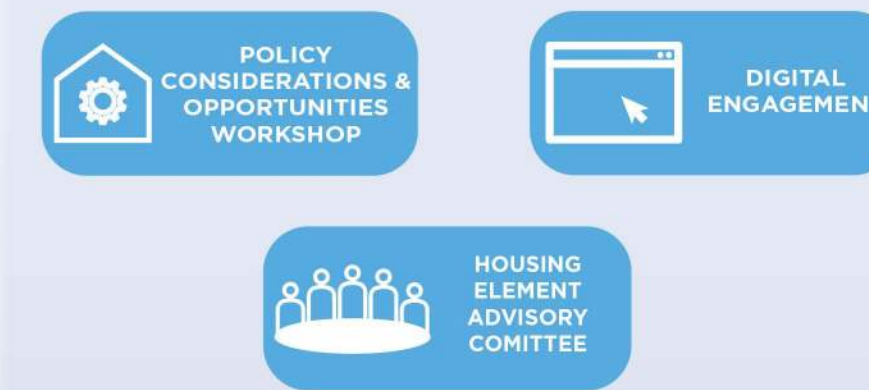 POLICY
CONSIDERATIONS &
OPPORTUNITIES
WORKSHOP
DIGITAL
ENGAGEMEN
HOUSING
ELEMENT
ADVISORY
COMITTEE